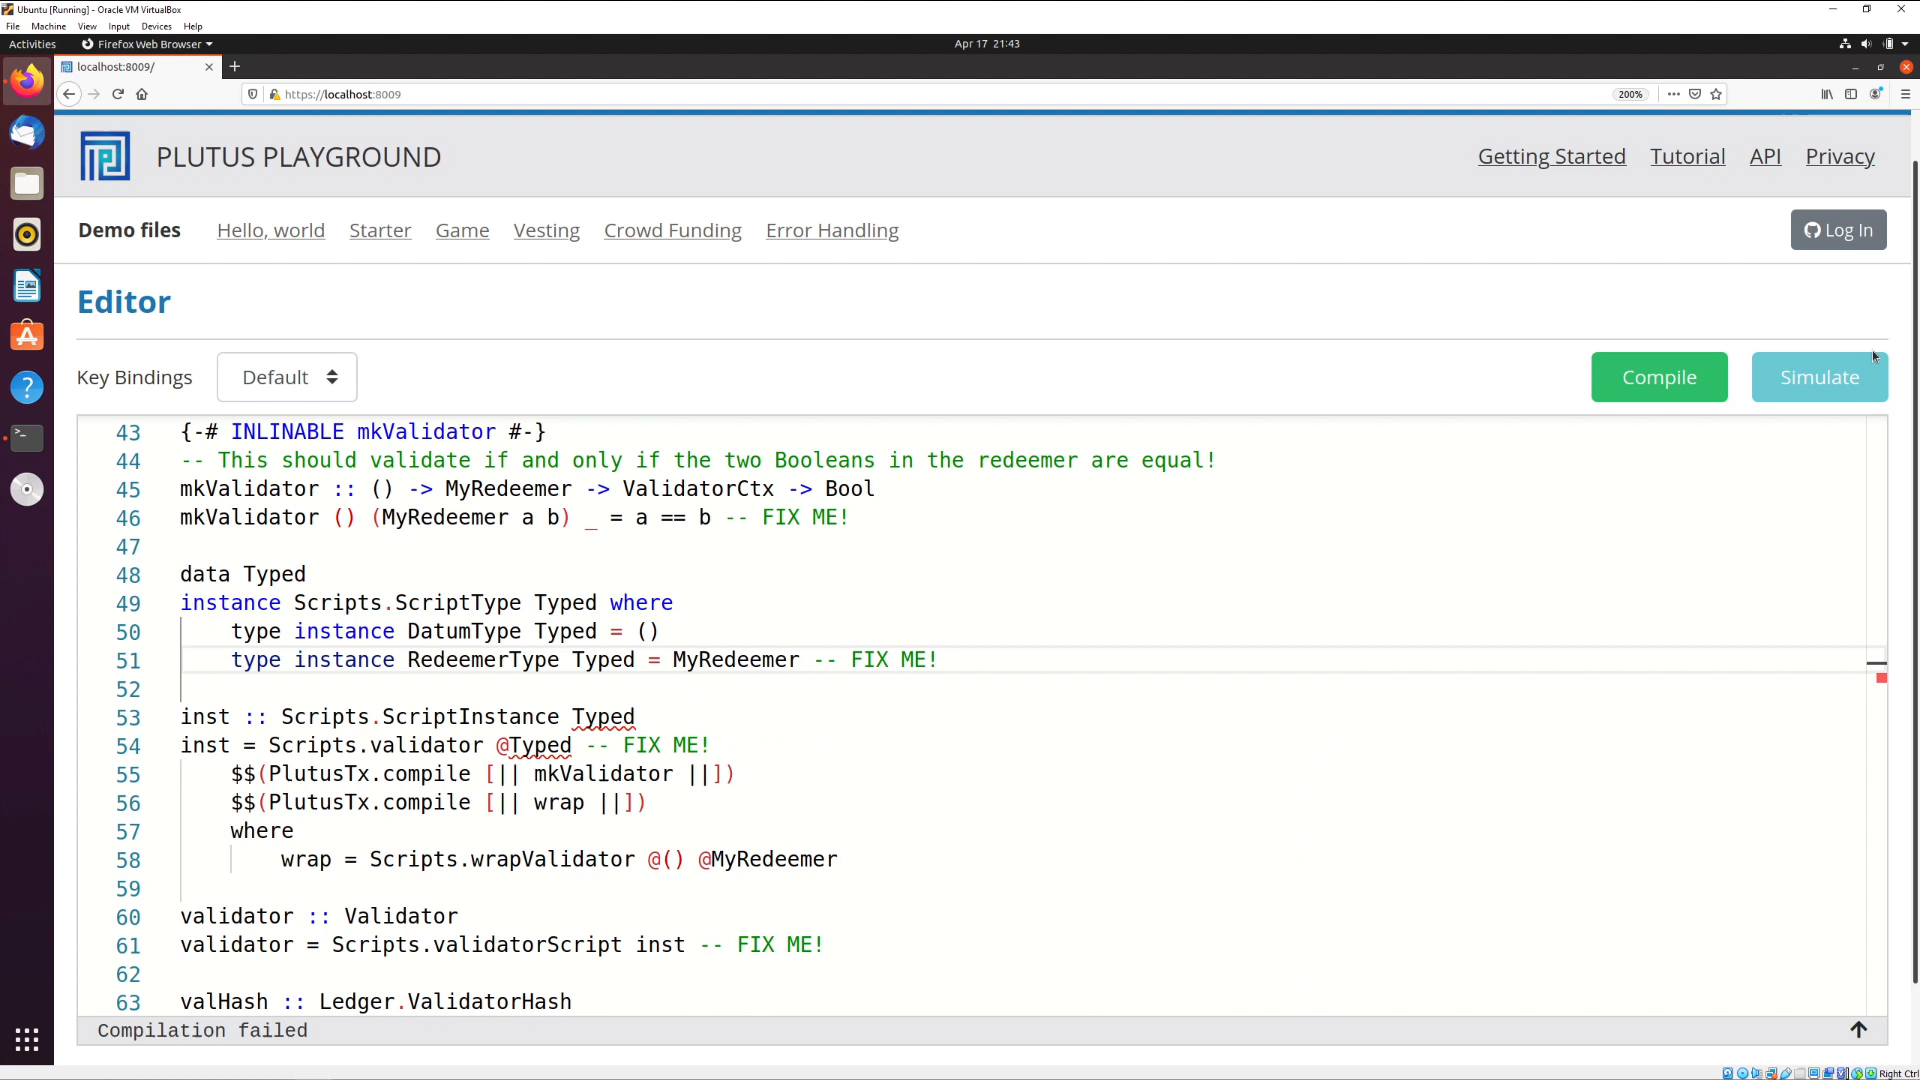 Ubuntu [Running] - Oracle VM VirtualBox
File Machine View Input Devices Help
Activities Firefox Web Browser Apr 17 21:43
localhost:8009/
https://localhost:8009 200%
PLUTUS PLAYGROUND Getting Started Tutorial API Privacy
Demo files Hello, world Starter Game Vesting Crowd Funding Error Handling Log In
Editor
Key Bindings Default Compile Simulate
43 {-# INLINABLE mkValidator #-}
44 -- This should validate if and only if the two Booleans in the redeemer are equal!
45 mkValidator :: () -> MyRedeemer -> ValidatorCtx -> Bool
46 mkValidator () (MyRedeemer a b) _ = a == b -- FIX ME!
47
48 data Typed
49 instance Scripts.ScriptType Typed where
50     type instance DatumType Typed = ()
51     type instance RedeemerType Typed = MyRedeemer -- FIX ME!
52
53 inst :: Scripts.ScriptInstance Typed
54 inst = Scripts.validator @Typed -- FIX ME!
55     $$(PlutusTx.compile [|| mkValidator ||])
56     $$(PlutusTx.compile [|| wrap ||])
57     where
58         wrap = Scripts.wrapValidator @() @MyRedeemer
59
60 validator :: Validator
61 validator = Scripts.validatorScript inst -- FIX ME!
62
63 valHash :: Ledger.ValidatorHash
Compilation failed
Right Ctrl